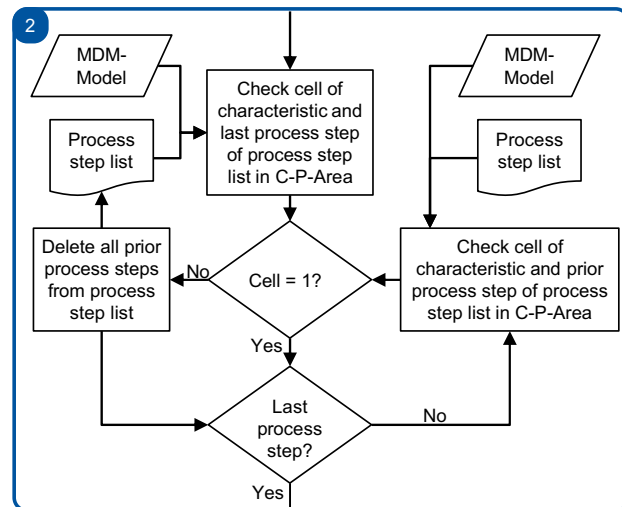 2
MDM-
Model
Process
step list
Check cell of
characteristic and
last process step
of process step
list in C-P-Area
MDM-
Model
Process
step list
Delete all prior
process steps
from process
step list
No
Cell = 1?
Check cell of
characteristic and prior
process step of process
step list in C-P-Area
Yes
Last
process
step?
No
Yes